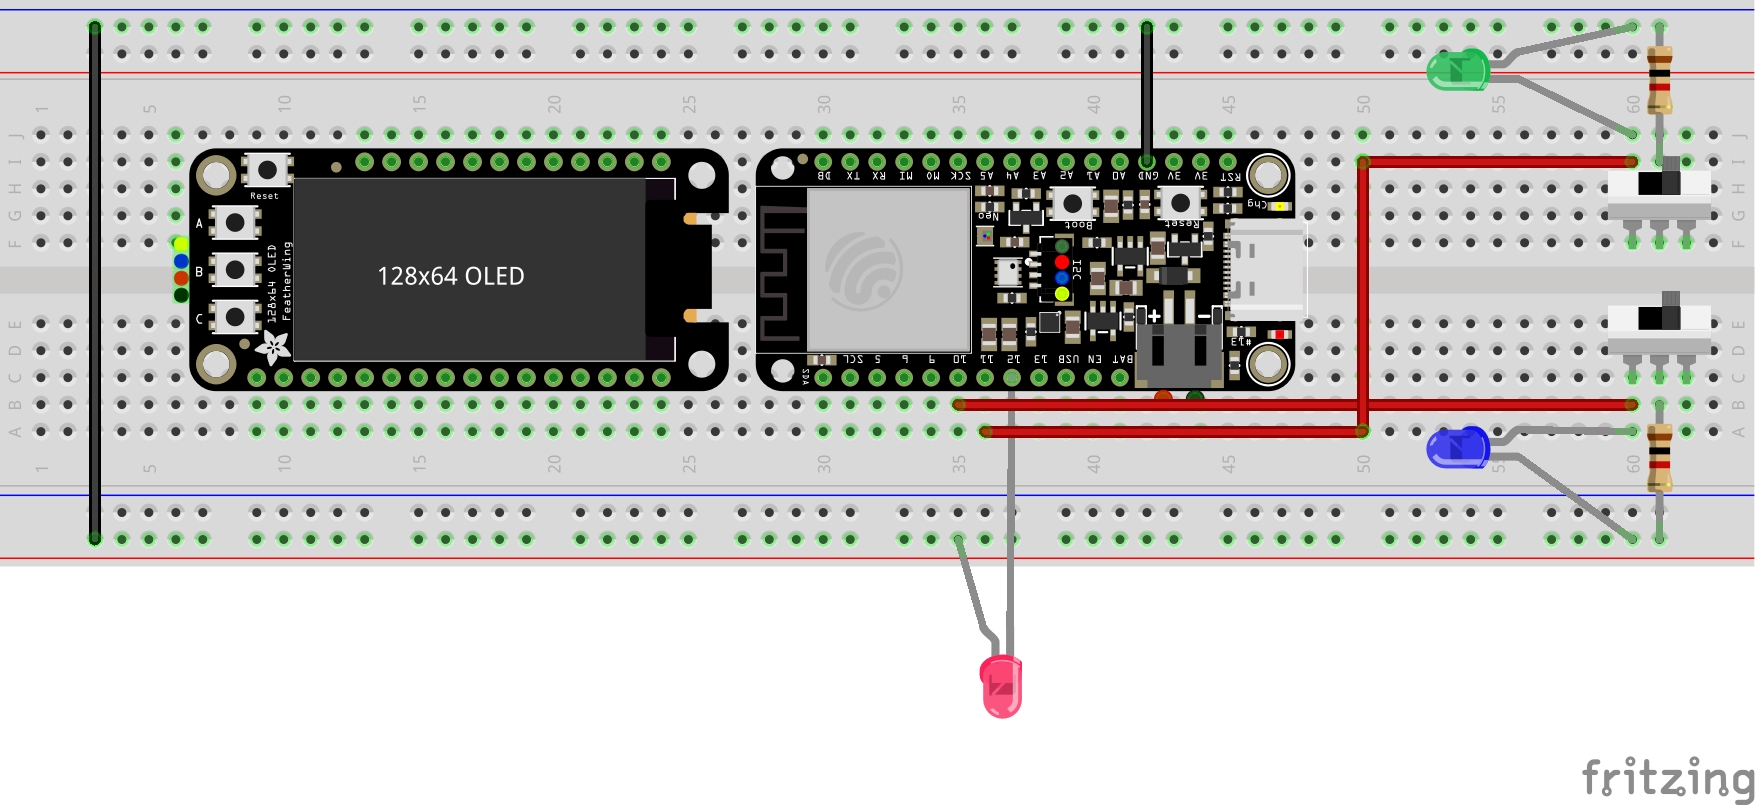 1 5 10 15 20 25 30 35 40 45 50 55 60
J
I
H
G
F
Reset
A
B
C
128x64 OLED
FeatherWing
128x64 OLED
DB TX RX MI MO SCK A5 A4 A3 A2 A1 A0 GND 3V 3V RST
Neo
Boot
Reset
Chg
I2C
+ -
#13
SDA SCL 5 6 9 10 11 12 13 USB EN BAT
E
D
C
B
A
1 5 10 15 20 25 30 35 40 45 50 55 60
fritzing